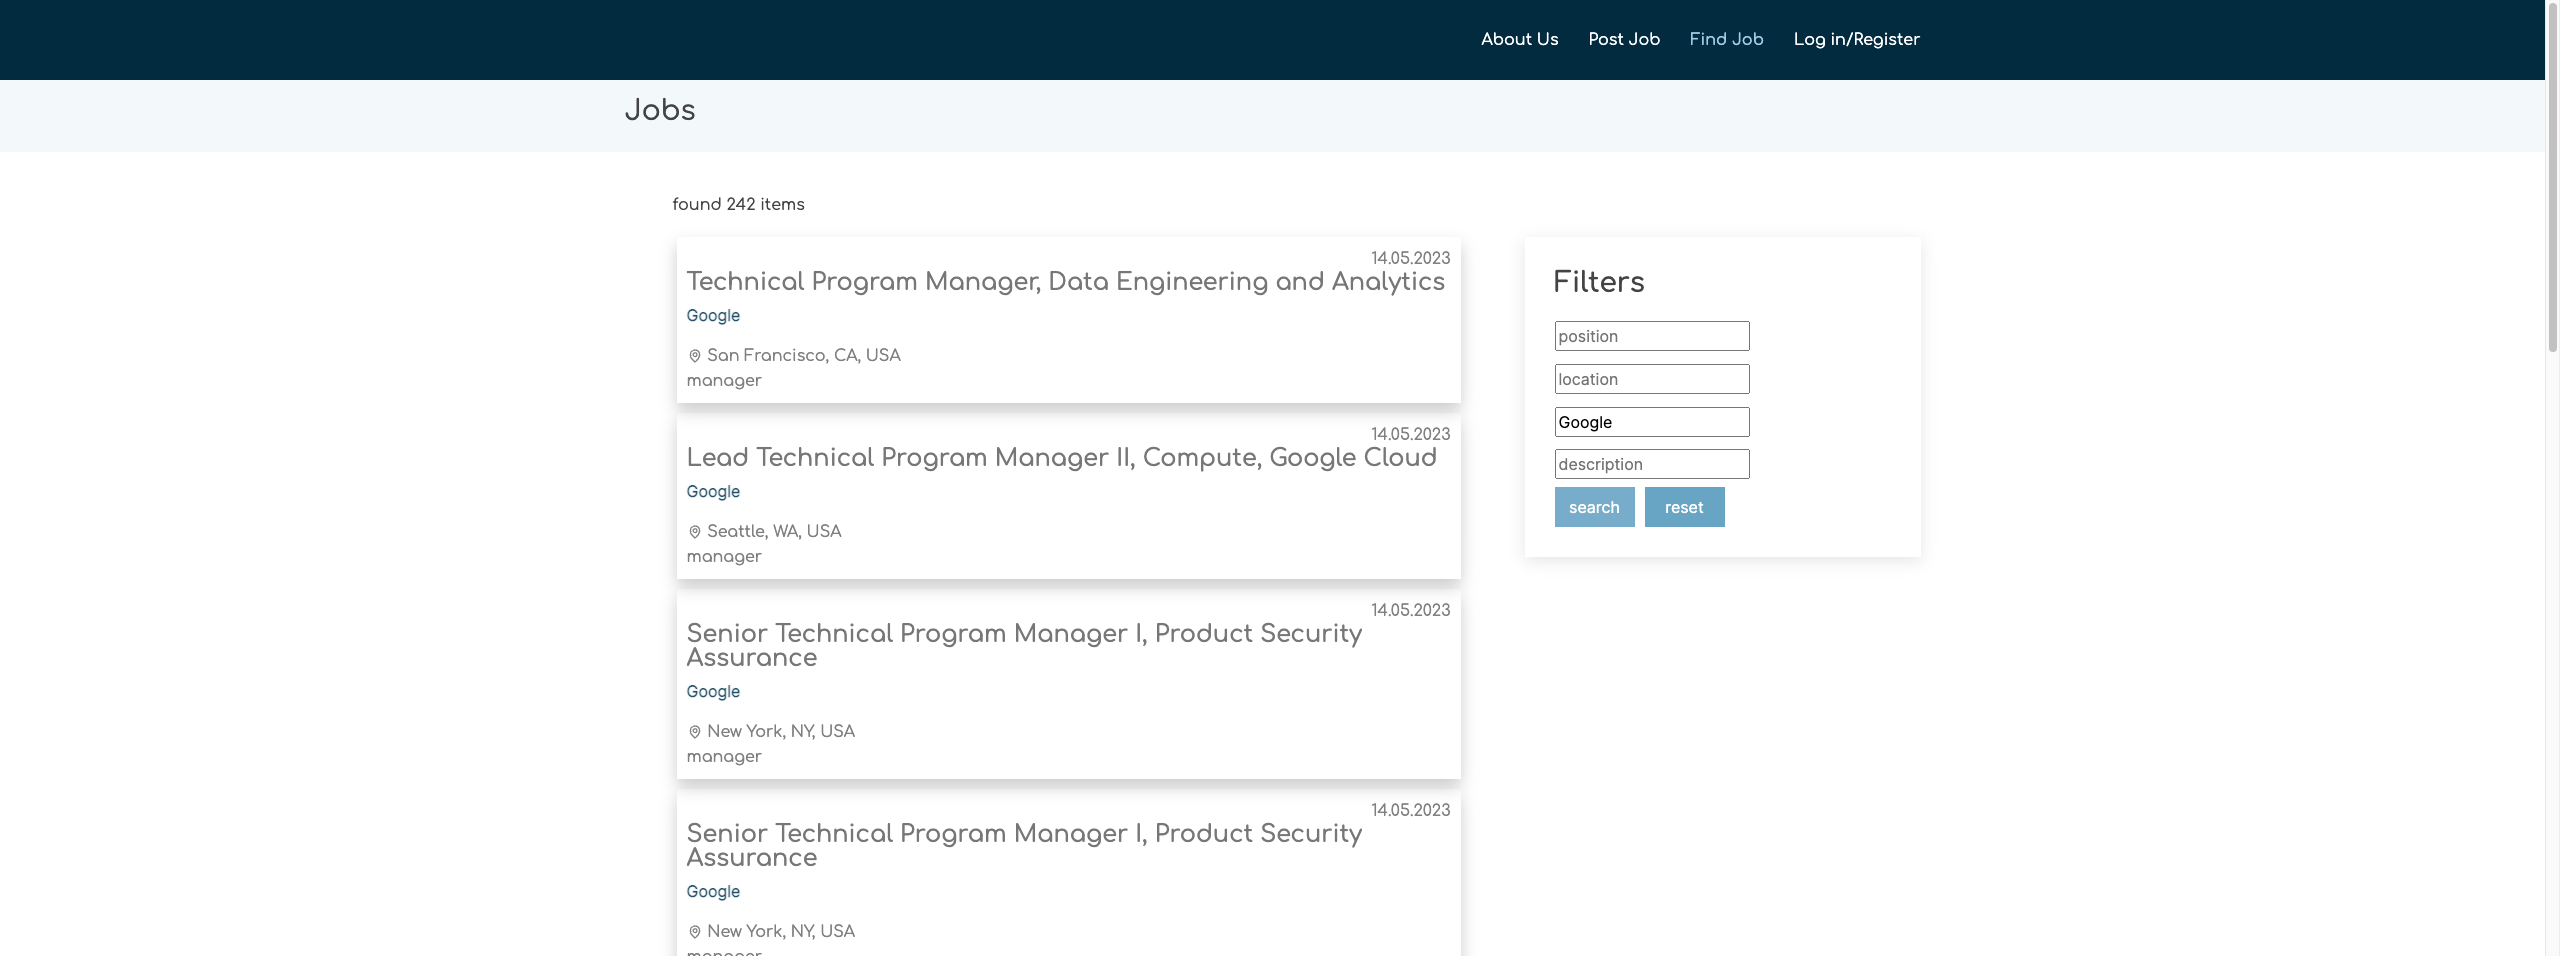 About Us Post Job Find Job Log in/Register
Jobs
found 242 items
14.05.2023
Technical Program Manager, Data Engineering and Analytics
Google
San Francisco, CA, USA
manager
14.05.2023
Lead Technical Program Manager II, Compute, Google Cloud
Google
Seattle, WA, USA
manager
14.05.2023
Senior Technical Program Manager I, Product Security
Assurance
Google
New York, NY, USA
manager
14.05.2023
Senior Technical Program Manager I, Product Security
Assurance
Google
New York, NY, USA
Filters
position
location
Google
description
search reset